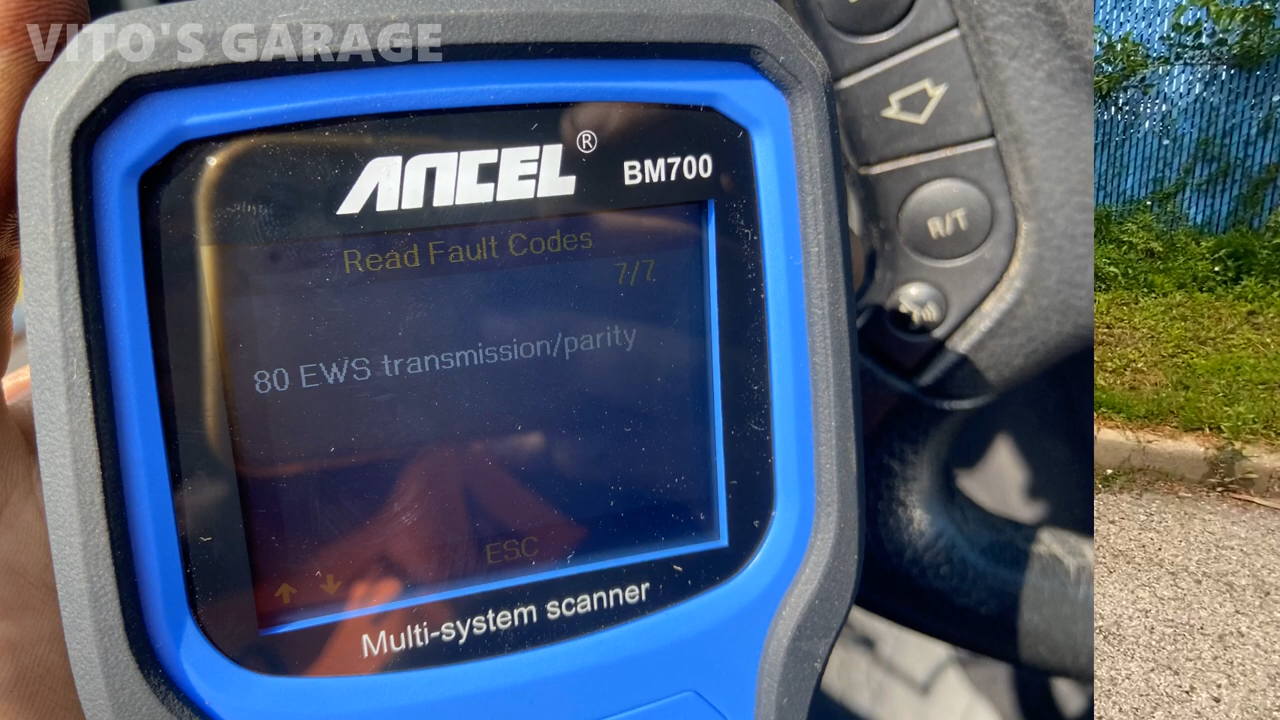 VITO'S GARAGE
ANCEL®
BM700
Read Fault Codes
7/7
80 EWS transmission/parity
ESC
Multi-system scanner
R/T